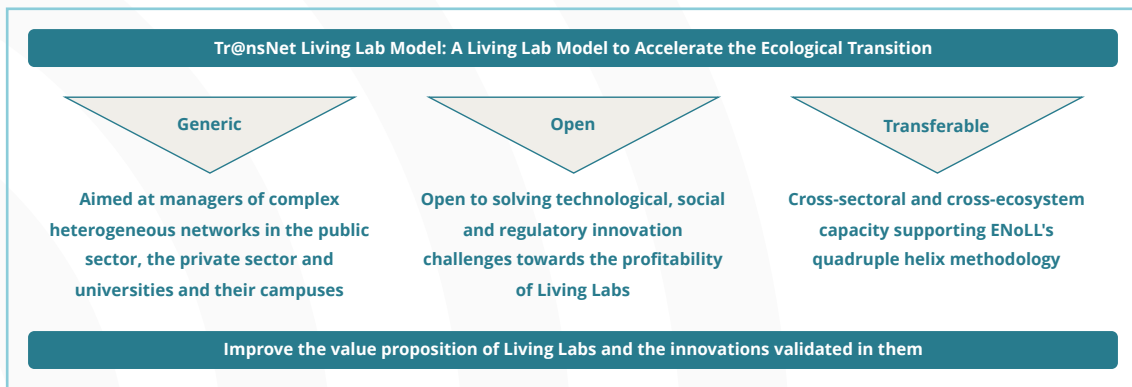 Tr@nsNet Living Lab Model: A Living Lab Model to Accelerate the Ecological Transition
Generic
Aimed at managers of complex
heterogeneous networks in the public
sector, the private sector and
universities and their campuses
Open
Open to solving technological, social
and regulatory innovation
challenges towards the profitability
of Living Labs
Transferable
Cross-sectoral and cross-ecosystem
capacity supporting ENoLL's
quadruple helix methodology
Improve the value proposition of Living Labs and the innovations validated in them